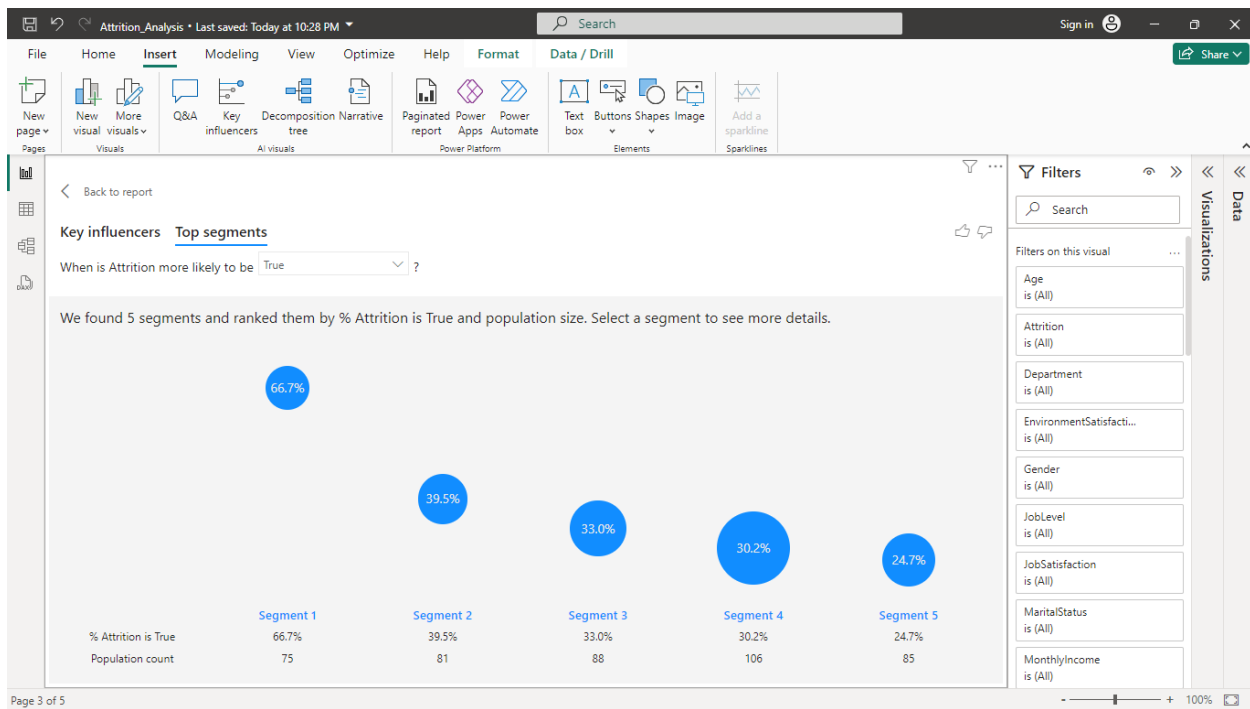 Attrition_Analysis • Last saved: Today at 10:28 PM
Search
Sign in
File Home Insert Modeling View Optimize Help Format Data / Drill
Share
New page
New visual
More visuals
Q&A
Key influencers
Decomposition tree
Narrative
Paginated report
Power Apps
Power Automate
Text box
Buttons
Shapes
Image
Add a sparkline
Pages
Visuals
AI visuals
Power Platform
Elements
Sparklines
Back to report
Key influencers Top segments
When is Attrition more likely to be True ?
We found 5 segments and ranked them by % Attrition is True and population size. Select a segment to see more details.
66.7%
39.5%
33.0%
30.2%
24.7%
Segment 1 Segment 2 Segment 3 Segment 4 Segment 5
% Attrition is True 66.7% 39.5% 33.0% 30.2% 24.7%
Population count 75 81 88 106 85
Filters
Search
Filters on this visual
...
Age
is (All)
Attrition
is (All)
Department
is (All)
EnvironmentSatisfacti...
is (All)
Gender
is (All)
JobLevel
is (All)
JobSatisfaction
is (All)
MaritalStatus
is (All)
MonthlyIncome
is (All)
Visualizations
Data
Page 3 of 5
- + 100%